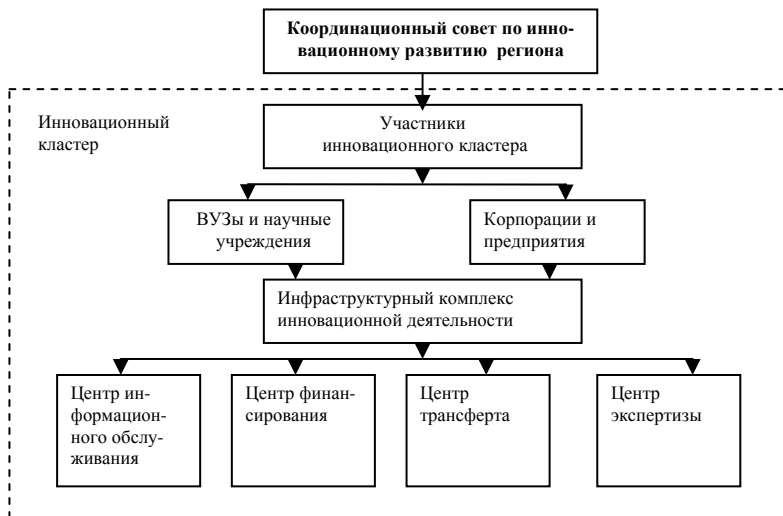 Координационный совет по инно-
вационному развитию региона
Инновационный
кластер
Участники
инновационного кластера
ВУЗы и научные
учреждения
Корпорации и
предприятия
Инфраструктурный комплекс
инновационной деятельности
Центр ин-
формацион-
ного обслу-
живания
Центр финан-
сирования
Центр
трансферта
Центр
экспертизы